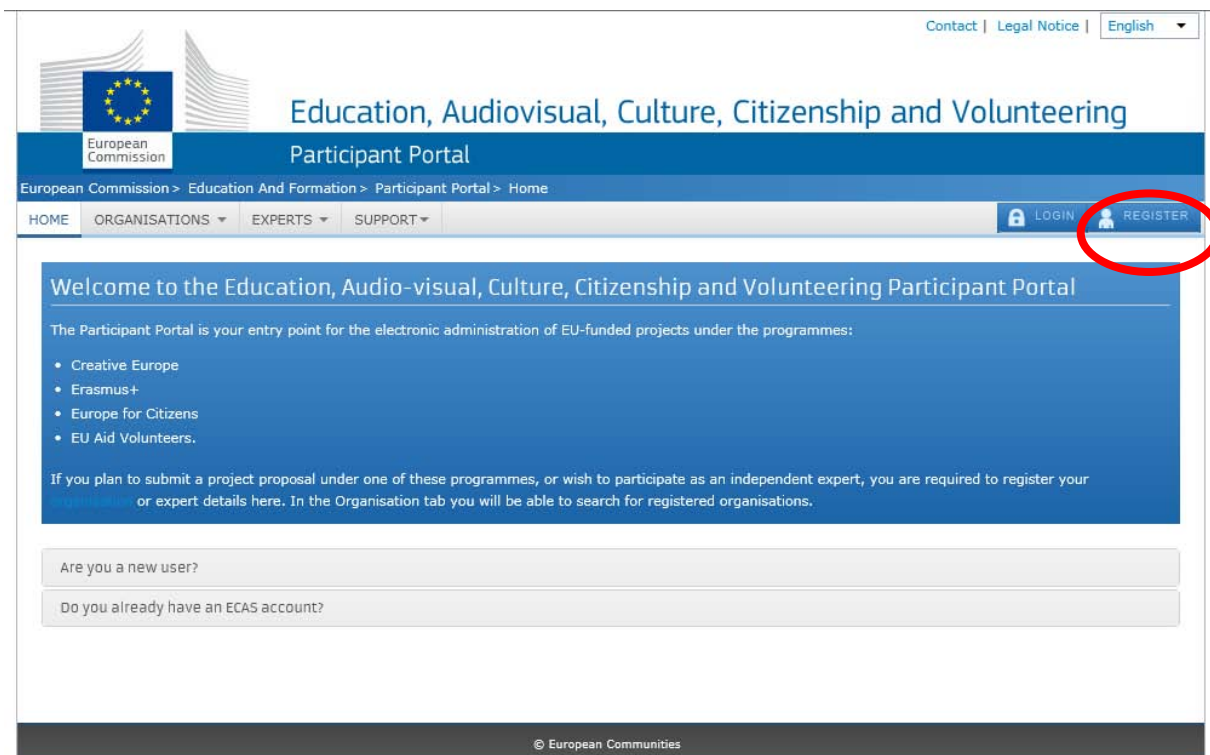 Contact | Legal Notice | English
Education, Audiovisual, Culture, Citizenship and Volunteering
European
Commission
Participant Portal
European Commission > Education And Formation > Participant Portal > Home
HOME ORGANISATIONS EXPERTS SUPPORT LOGIN REGISTER
Welcome to the Education, Audio-visual, Culture, Citizenship and Volunteering Participant Portal
The Participant Portal is your entry point for the electronic administration of EU-funded projects under the programmes:
• Creative Europe
• Erasmus+
• Europe for Citizens
• EU Aid Volunteers.
If you plan to submit a project proposal under one of these programmes, or wish to participate as an independent expert, you are required to register your
organisation or expert details here. In the Organisation tab you will be able to search for registered organisations.
Are you a new user?
Do you already have an ECAS account?
© European Communities